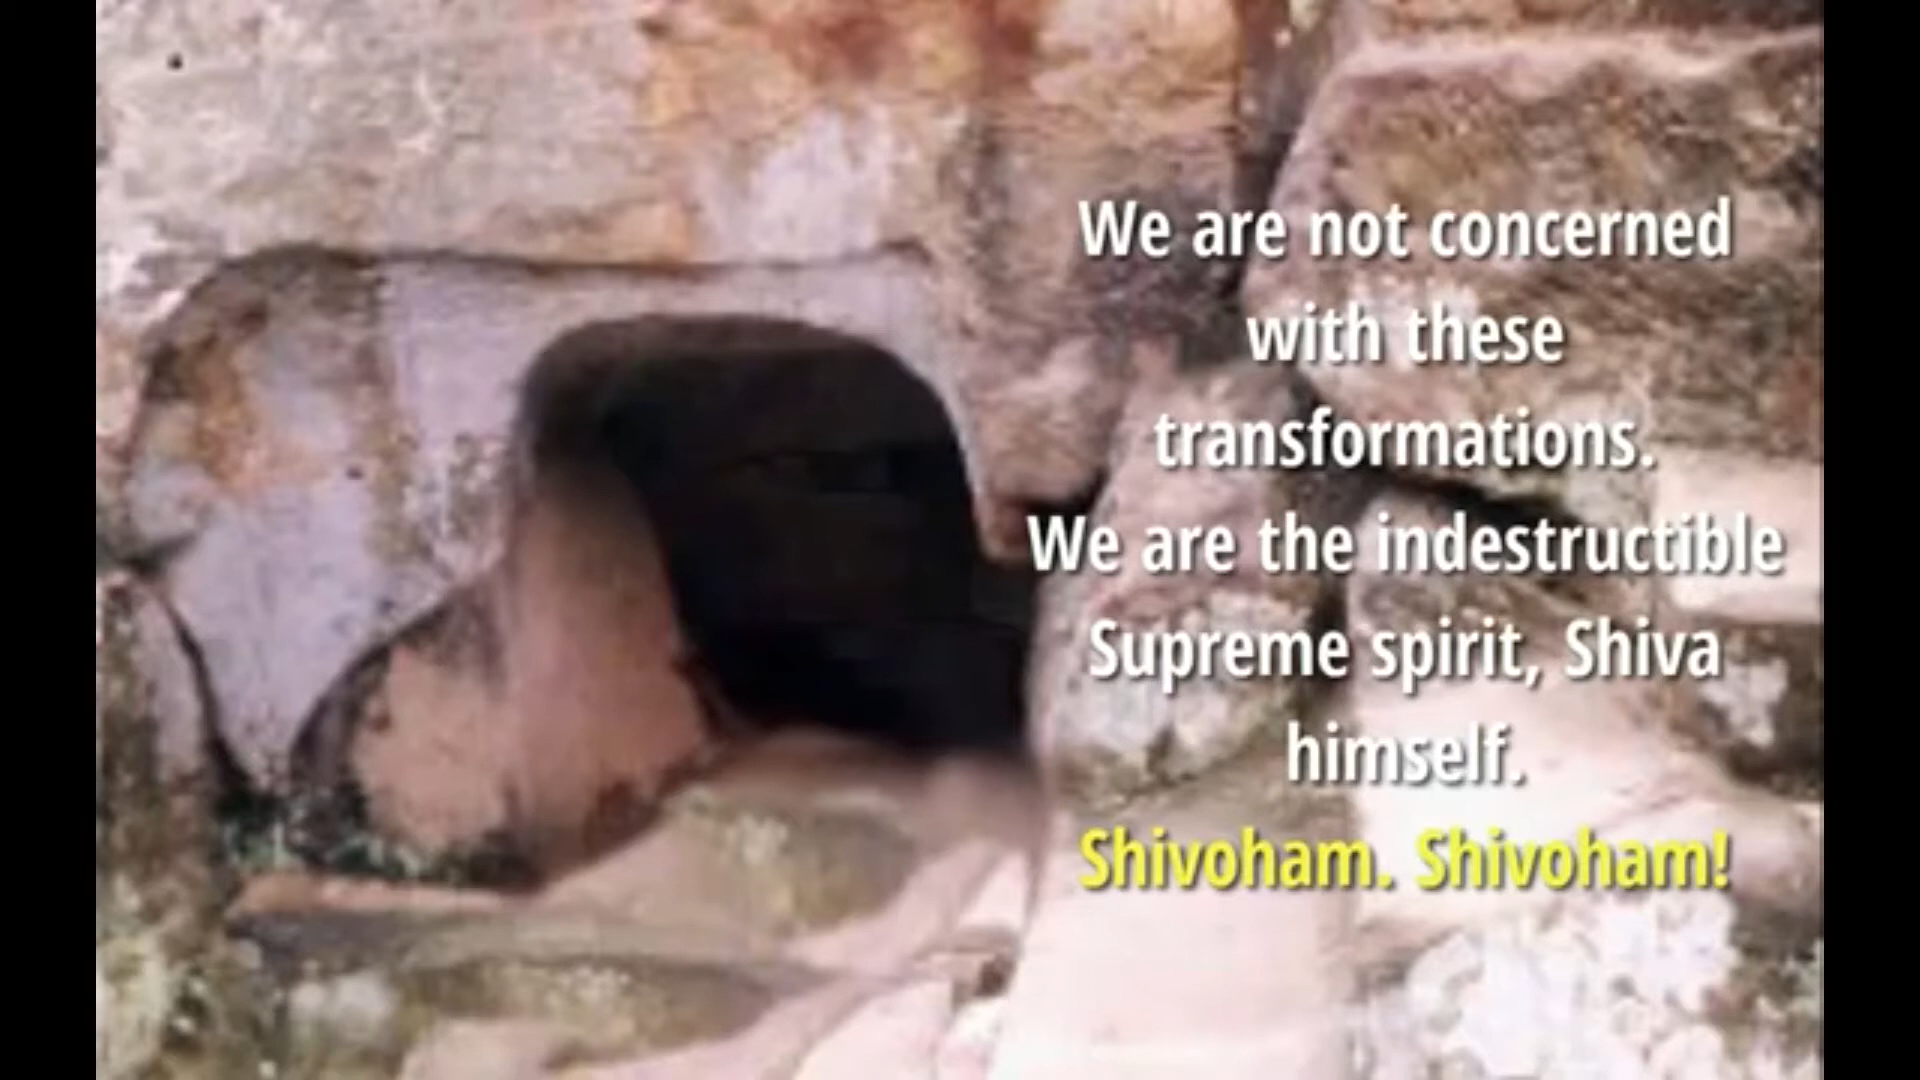 We are not concerned
with these
transformations.
We are the indestructible
Supreme spirit, Shiva
himself.
Shivoham. Shivoham!